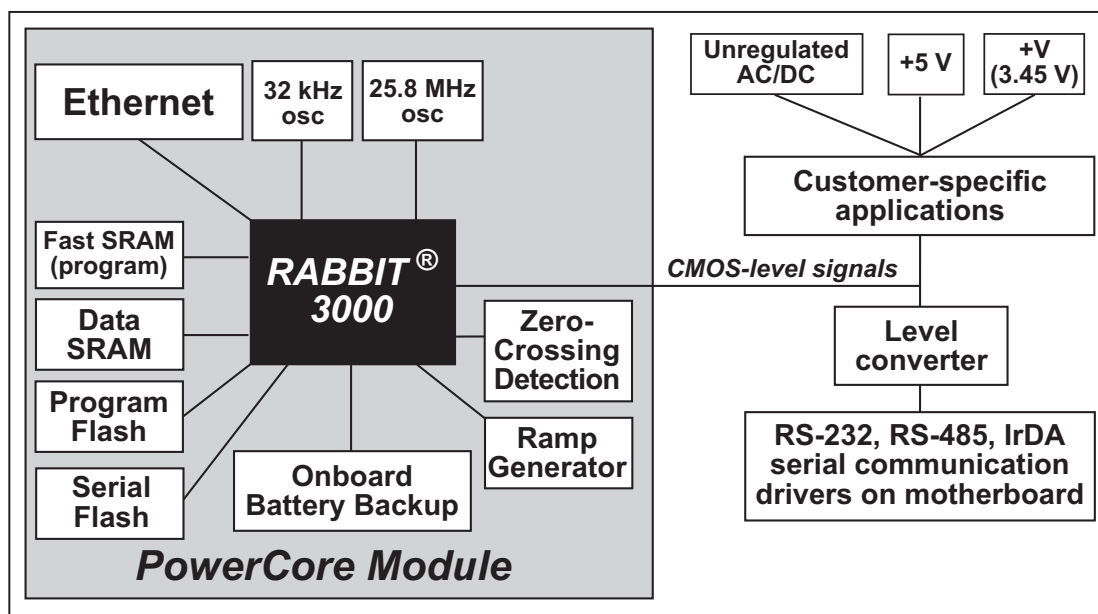 Ethernet
32 kHz
osc
25.8 MHz
osc
Unregulated
AC/DC
+5 V
+V
(3.45 V)
Customer-specific
applications
Fast SRAM
(program)
RABBIT ®
3000
CMOS-level signals
Data
SRAM
Zero-
Crossing
Detection
Level
converter
Program
Flash
Ramp
Generator
RS-232, RS-485, IrDA
serial communication
drivers on motherboard
Serial
Flash
Onboard
Battery Backup
PowerCore Module